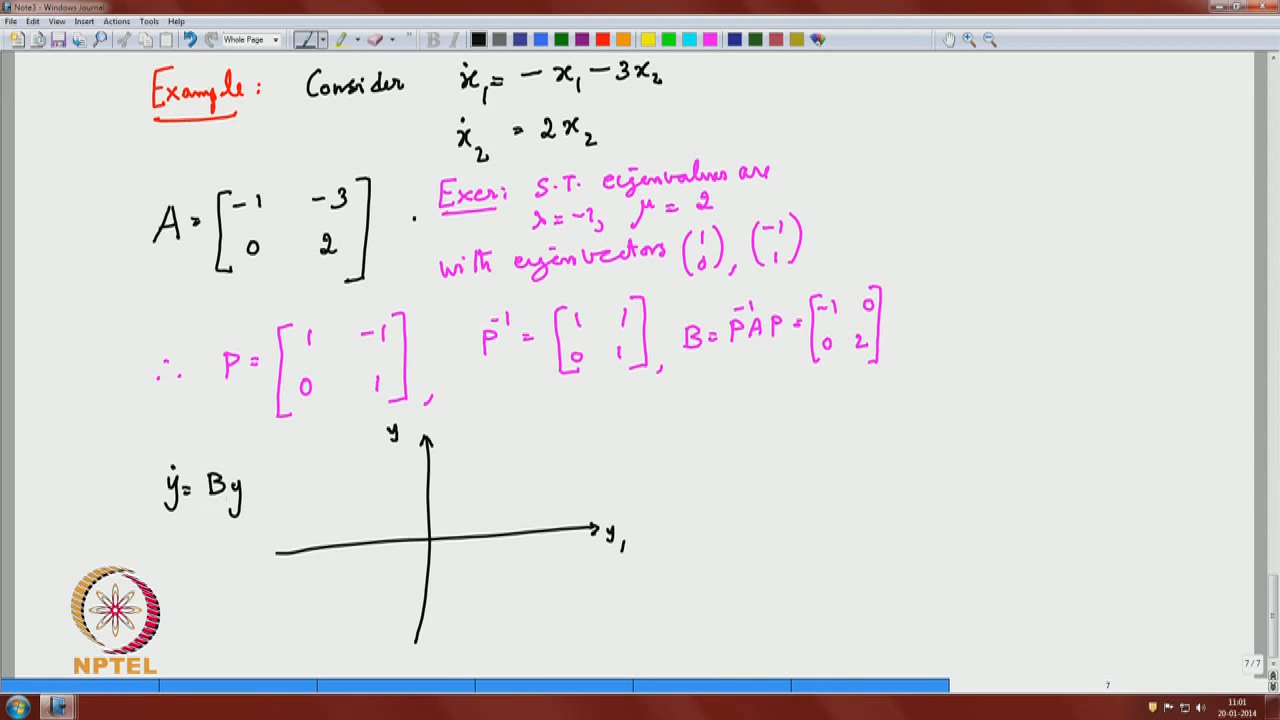 Note3 - Windows Journal
File Edit View Insert Actions Tools Help
Whole Page
Example: Consider ẋ₁ = - x₁ - 3x₂
ẋ₂ = 2x₂
A = [-1 -3
0 2] . Exer: S.T. eigenvalues are
λ = -1, μ = 2
with eigenvectors (1 0), (-1 1)
∴ P = [1 -1
0 1], P⁻¹ = [1 1
0 1], B = P⁻¹AP = [-1 0
0 2]
y
ẏ = By
y₁
NPTEL
7/7
7
11:01
20-01-2014